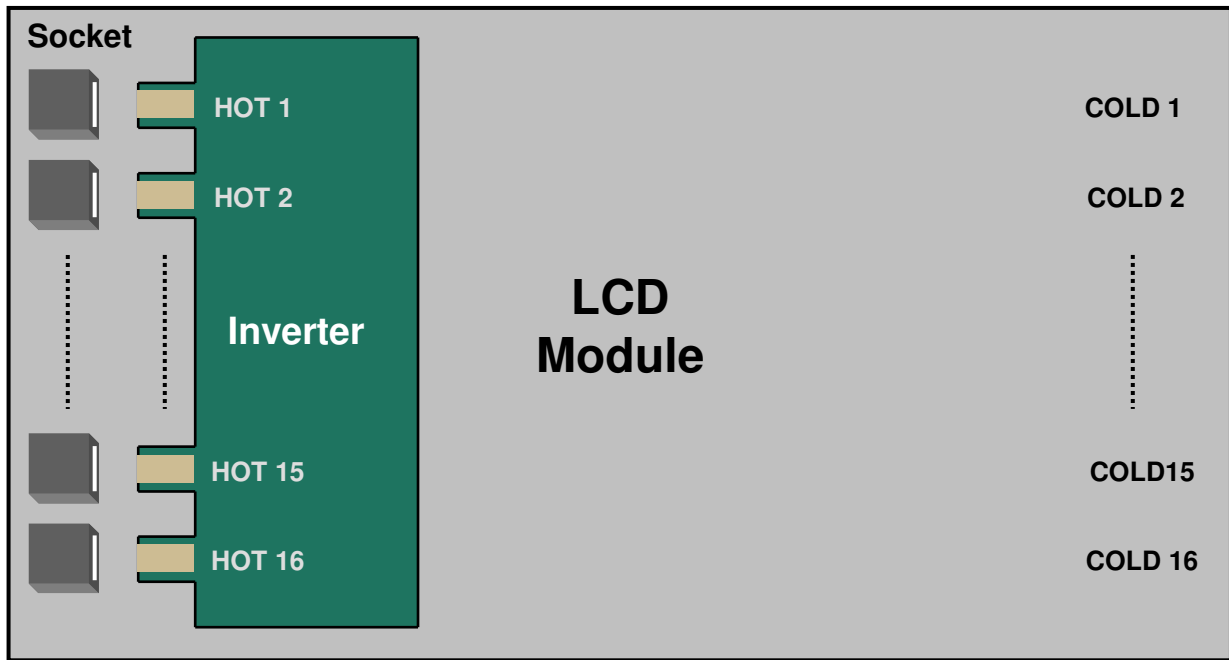 Socket
HOT 1
COLD 1
HOT 2
COLD 2
Inverter
LCD
Module
HOT 15
COLD15
HOT 16
COLD 16